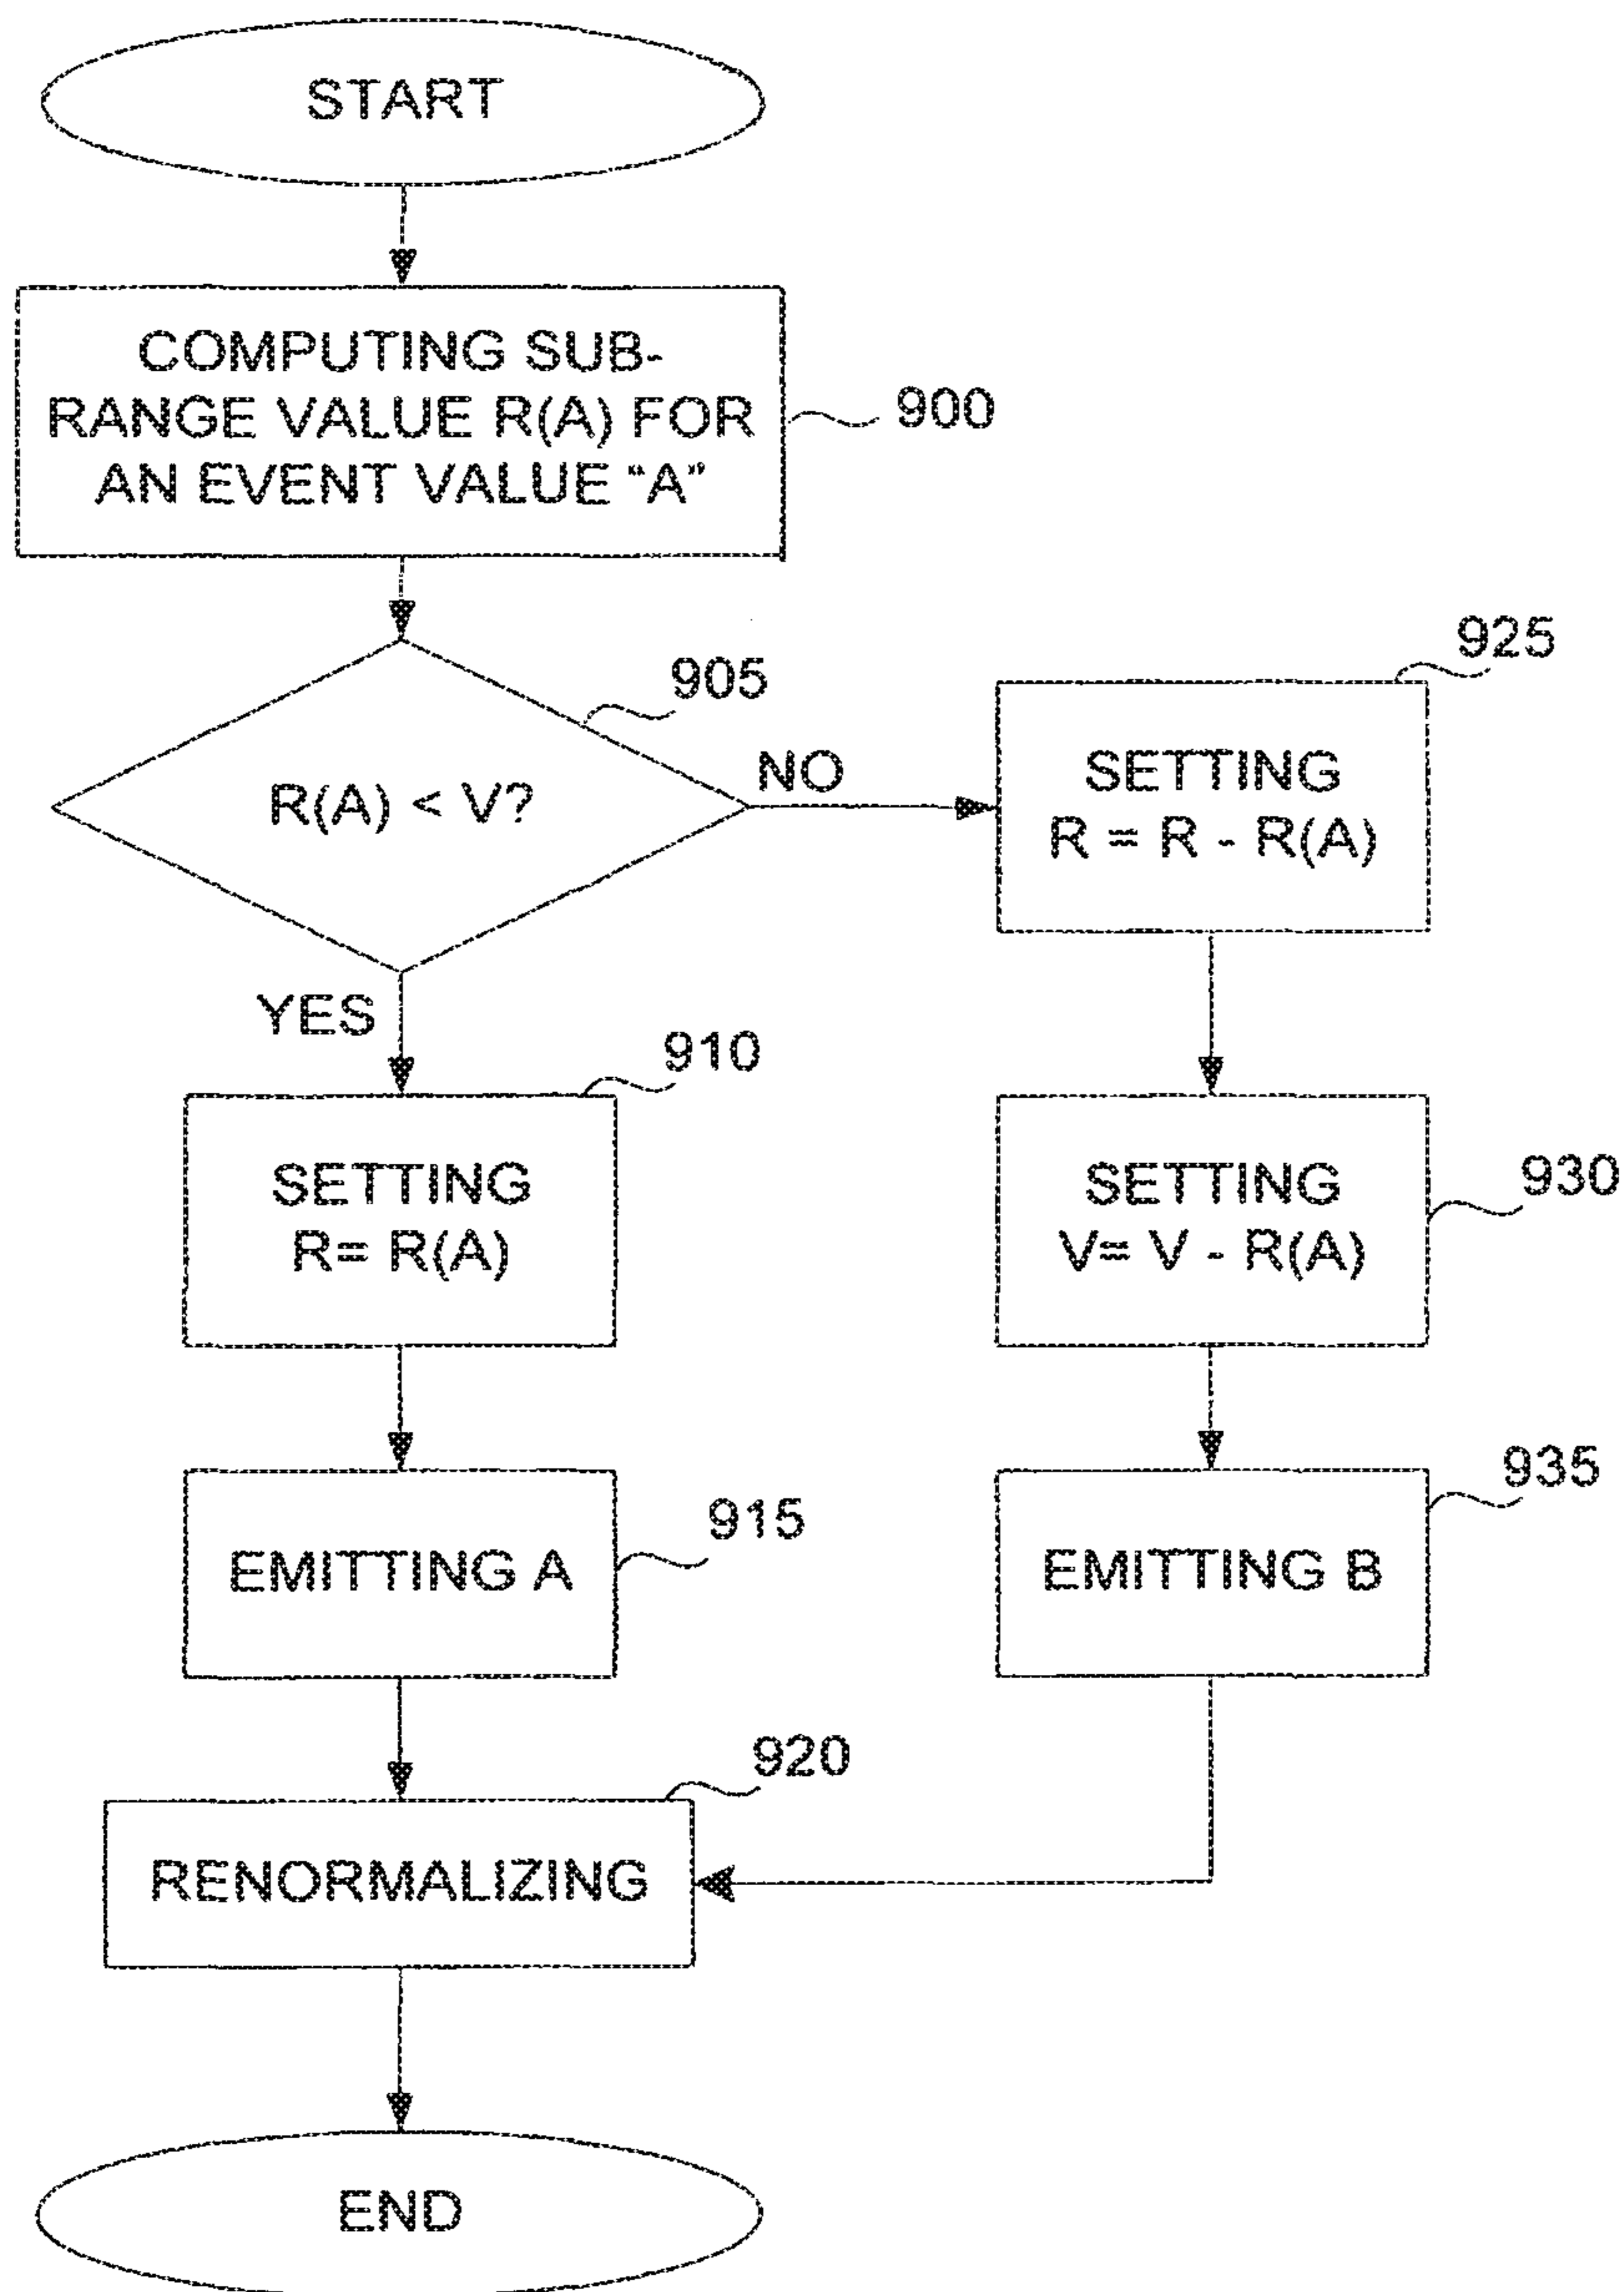 START
COMPUTING SUB-
RANGE VALUE R(A) FOR
AN EVENT VALUE “A”
900
905
R(A) < V?
NO
YES
925
SETTING
R = R - R(A)
910
SETTING
R= R(A)
930
SETTING
V= V - R(A)
915
EMITTING A
935
EMITTING B
920
RENORMALIZING
END